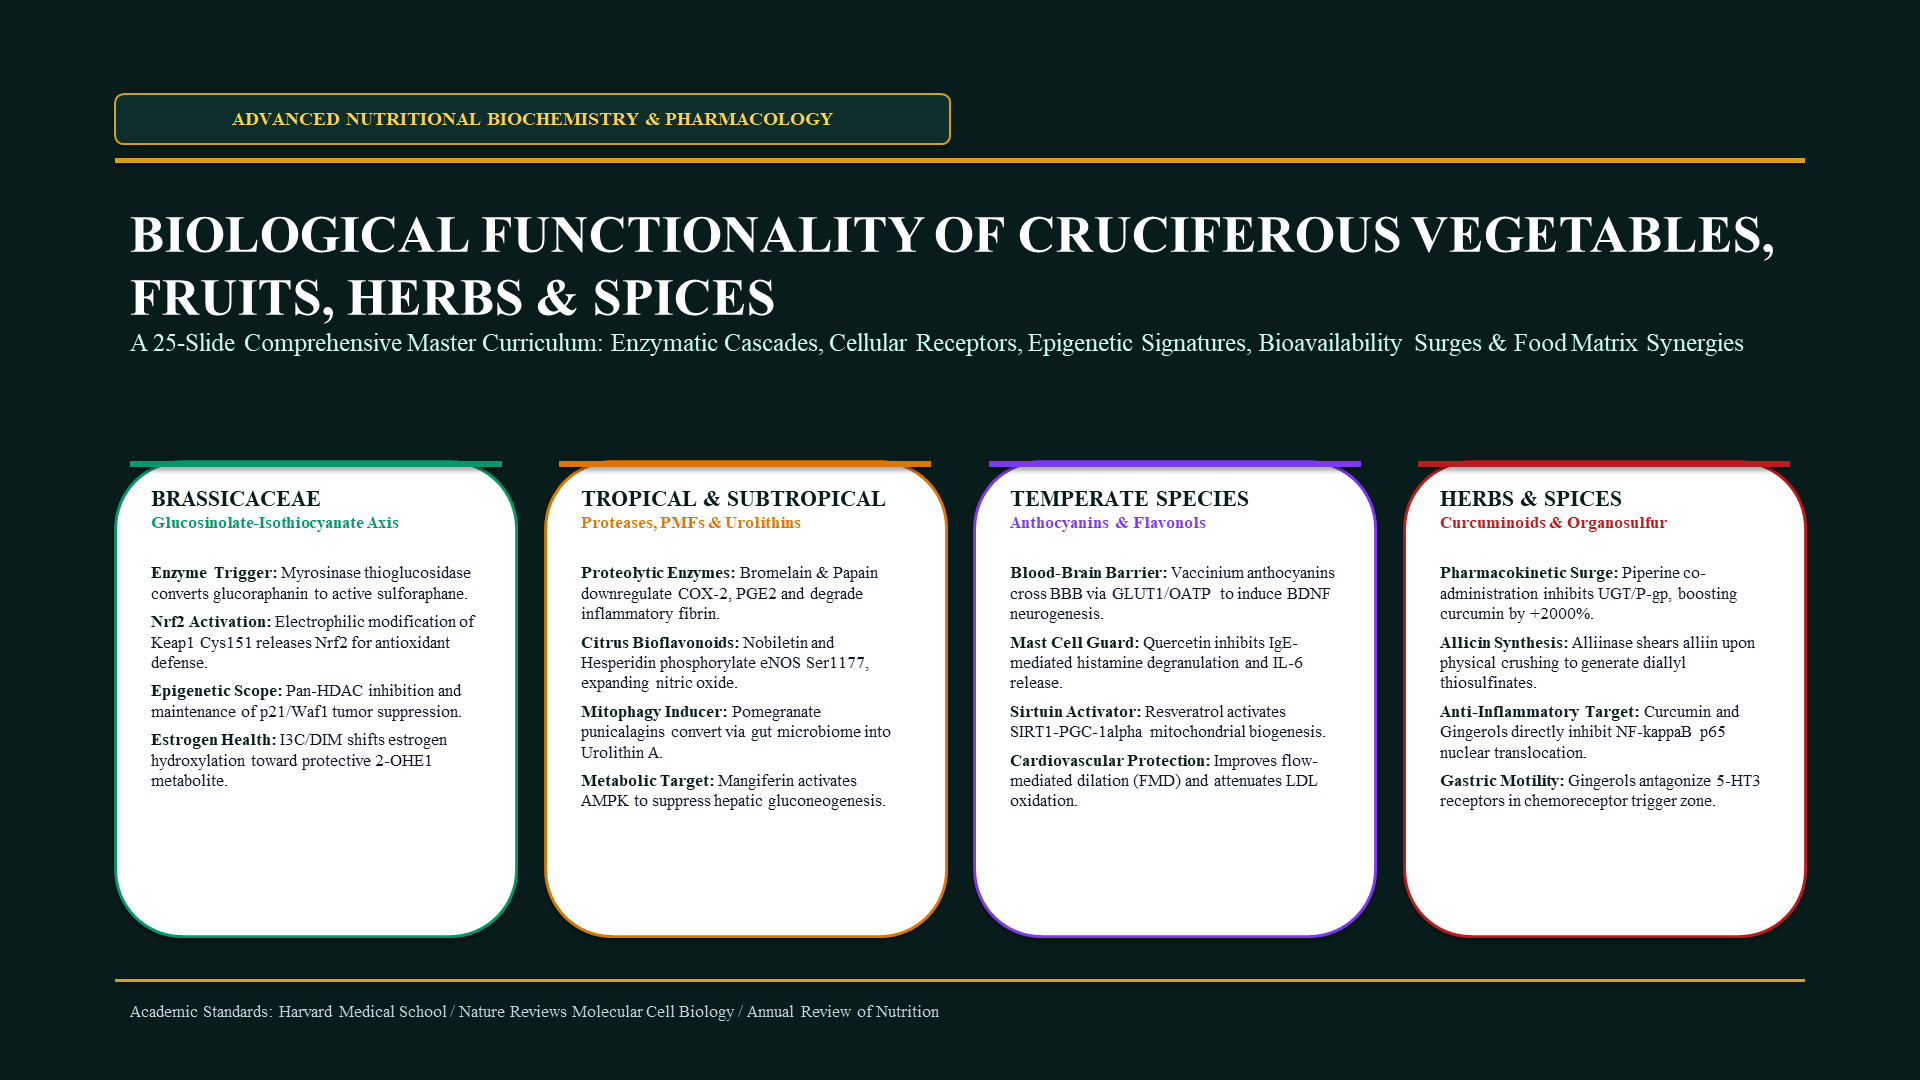 ADVANCED NUTRITIONAL BIOCHEMISTRY & PHARMACOLOGY
BIOLOGICAL FUNCTIONALITY OF CRUCIFEROUS VEGETABLES,
FRUITS, HERBS & SPICES
A 25-Slide Comprehensive Master Curriculum: Enzymatic Cascades, Cellular Receptors, Epigenetic Signatures, Bioavailability Surges & Food Matrix Synergies
BRASSICACEAE
Glucosinolate-Isothiocyanate Axis
Enzyme Trigger: Myrosinase thioglucosidase
converts glucoraphanin to active sulforaphane.
Nrf2 Activation: Electrophilic modification of
Keap1 Cys151 releases Nrf2 for antioxidant
defense.
Epigenetic Scope: Pan-HDAC inhibition and
maintenance of p21/Waf1 tumor suppression.
Estrogen Health: I3C/DIM shifts estrogen
hydroxylation toward protective 2-OHE1
metabolite.
TROPICAL & SUBTROPICAL
Proteases, PMFs & Urolithins
Proteolytic Enzymes: Bromelain & Papain
downregulate COX-2, PGE2 and degrade
inflammatory fibrin.
Citrus Bioflavonoids: Nobiletin and
Hesperidin phosphorylate eNOS Ser1177,
expanding nitric oxide.
Mitophagy Inducer: Pomegranate
punicalagins convert via gut microbiome into
Urolithin A.
Metabolic Target: Mangiferin activates
AMPK to suppress hepatic gluconeogenesis.
TEMPERATE SPECIES
Anthocyanins & Flavonols
Blood-Brain Barrier: Vaccinium anthocyanins
cross BBB via GLUT1/OATP to induce BDNF
neurogenesis.
Mast Cell Guard: Quercetin inhibits IgE-
mediated histamine degranulation and IL-6
release.
Sirtuin Activator: Resveratrol activates
SIRT1-PGC-1alpha mitochondrial biogenesis.
Cardiovascular Protection: Improves flow-
mediated dilation (FMD) and attenuates LDL
oxidation.
HERBS & SPICES
Curcuminoids & Organosulfur
Pharmacokinetic Surge: Piperine co-
administration inhibits UGT/P-gp, boosting
curcumin by +2000%.
Allicin Synthesis: Alliinase shears alliin upon
physical crushing to generate diallyl
thiosulfinates.
Anti-Inflammatory Target: Curcumin and
Gingerols directly inhibit NF-kappaB p65
nuclear translocation.
Gastric Motility: Gingerols antagonize 5-HT3
receptors in chemoreceptor trigger zone.
Academic Standards: Harvard Medical School / Nature Reviews Molecular Cell Biology / Annual Review of Nutrition